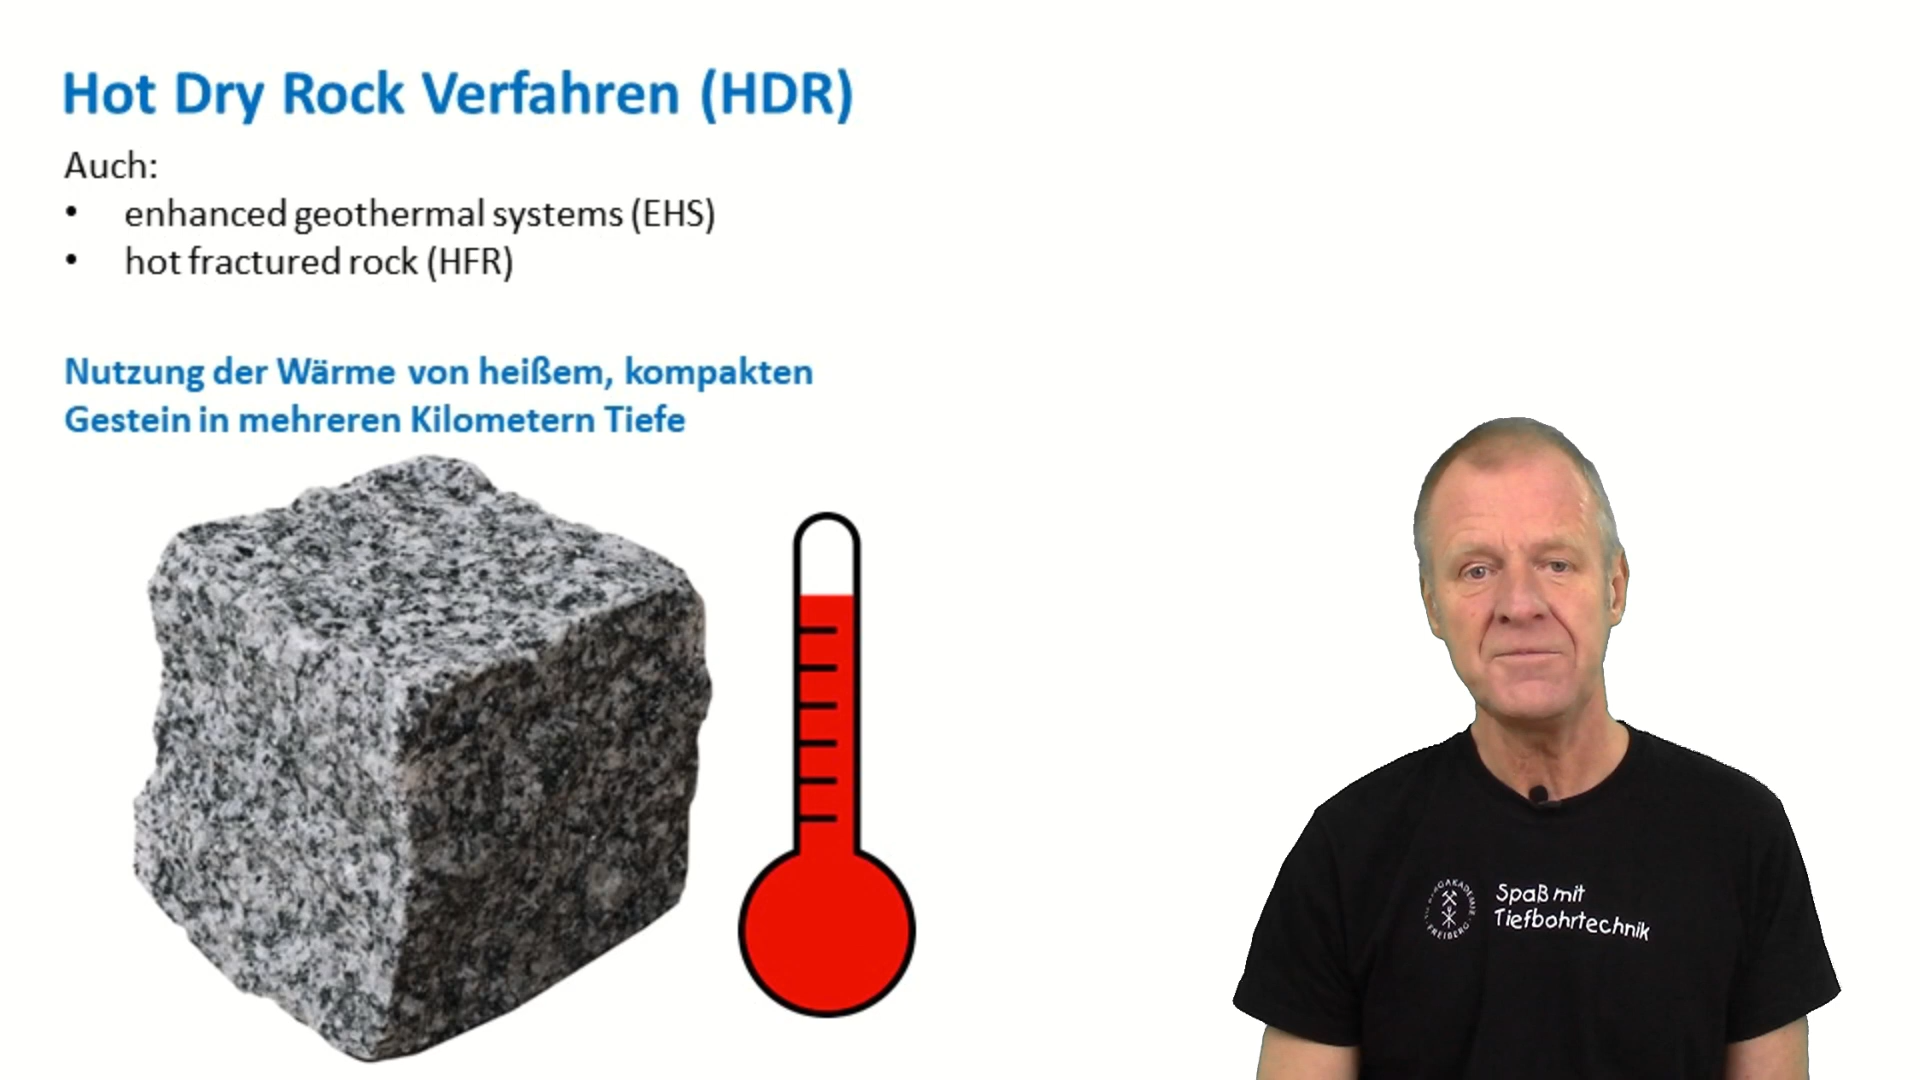 Hot Dry Rock Verfahren (HDR)
Auch:
• enhanced geothermal systems (EHS)
• hot fractured rock (HFR)
Nutzung der Wärme von heißem, kompakten
Gestein in mehreren Kilometern Tiefe
Spaß mit
Tiefbohrtechnik
FREIBERG